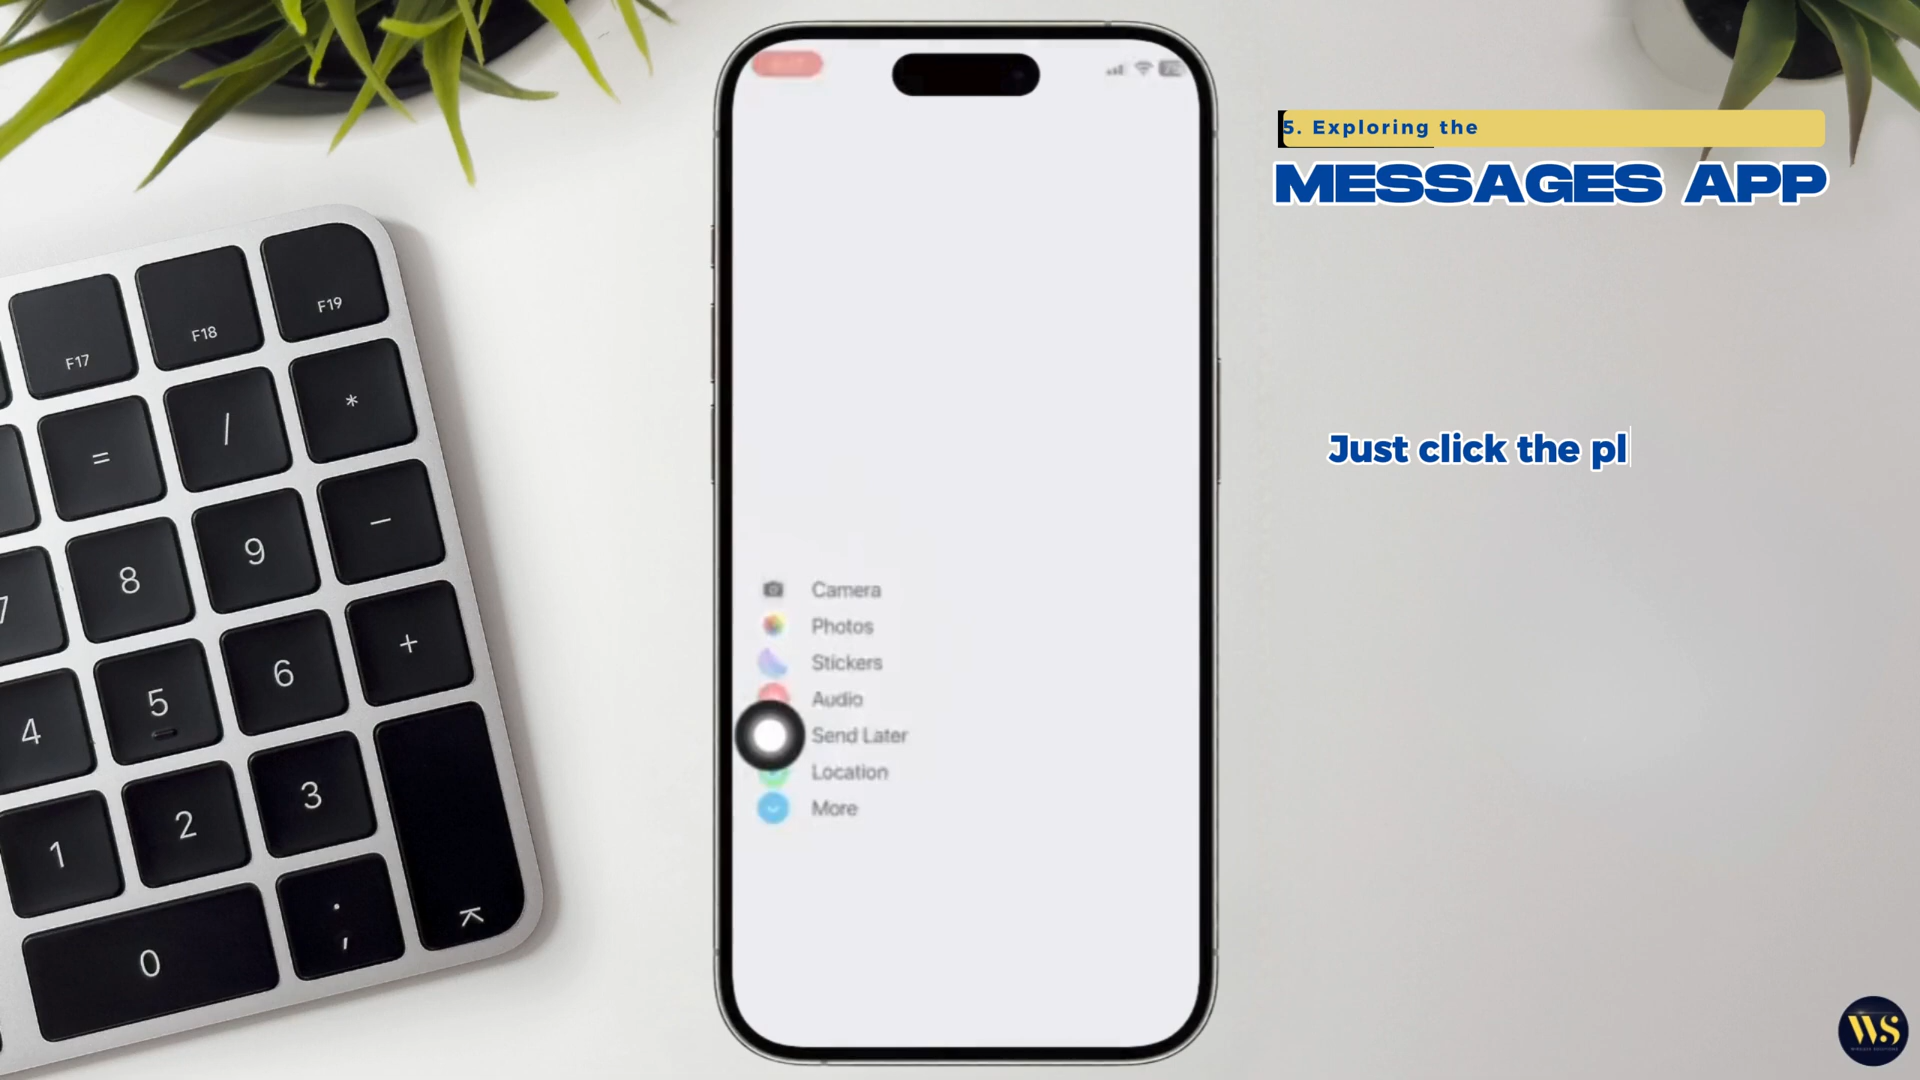 5. Exploring the
MESSAGES APP
Just click the pl
Camera
Photos
Stickers
Audio
Send Later
Location
More
F17
F18
F19
=
/
*
7
8
9
−
4
5
6
+
1
2
3
0
.
,
WS